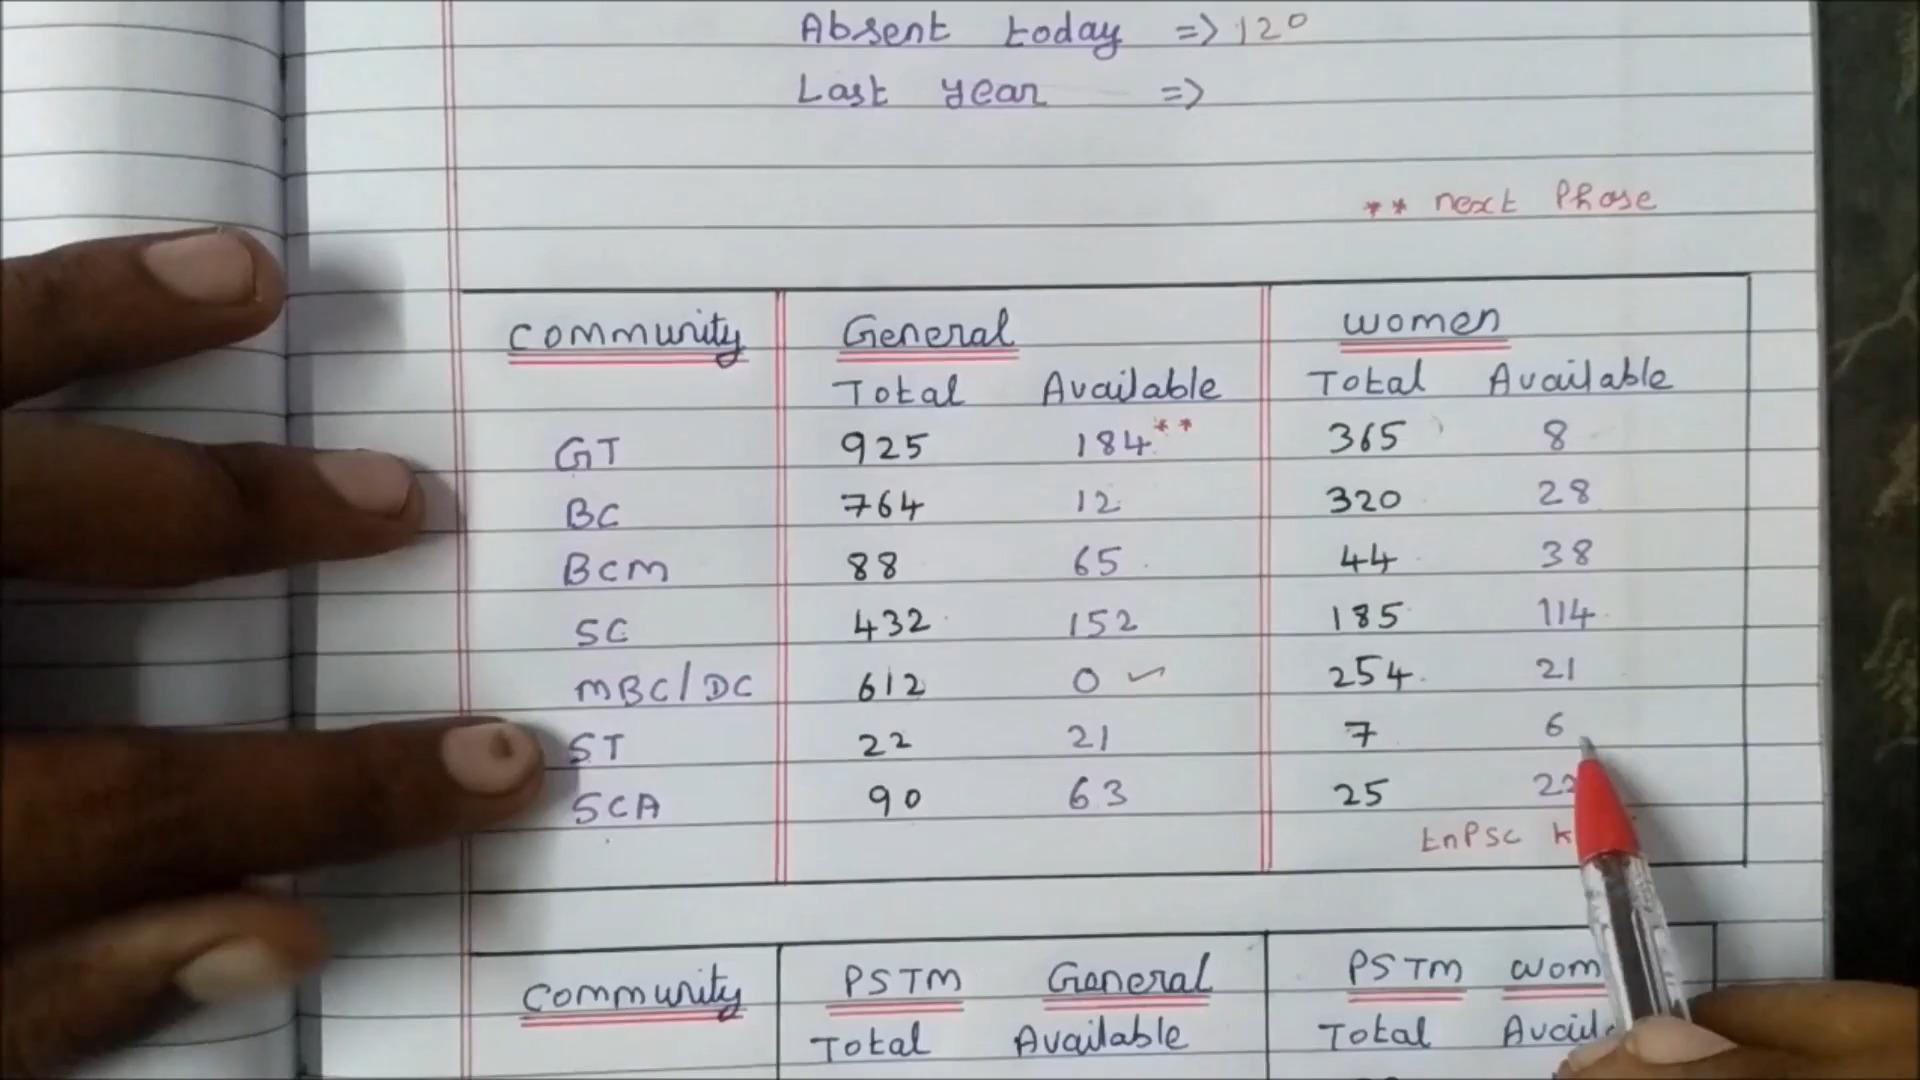 Absent today => 120
Last year =>
** next Phase
Community General women
Total Available Total Available
GT 925 184** 365 8
BC 764 12 320 28
BCM 88 65 44 38
SC 432 152 185 114
MBC/DC 612 0 ✓ 254 21
ST 22 21 7 6
SCA 90 63 25 22
tnpsc
Community PSTM General PSTM wom
Total Available Total Availa